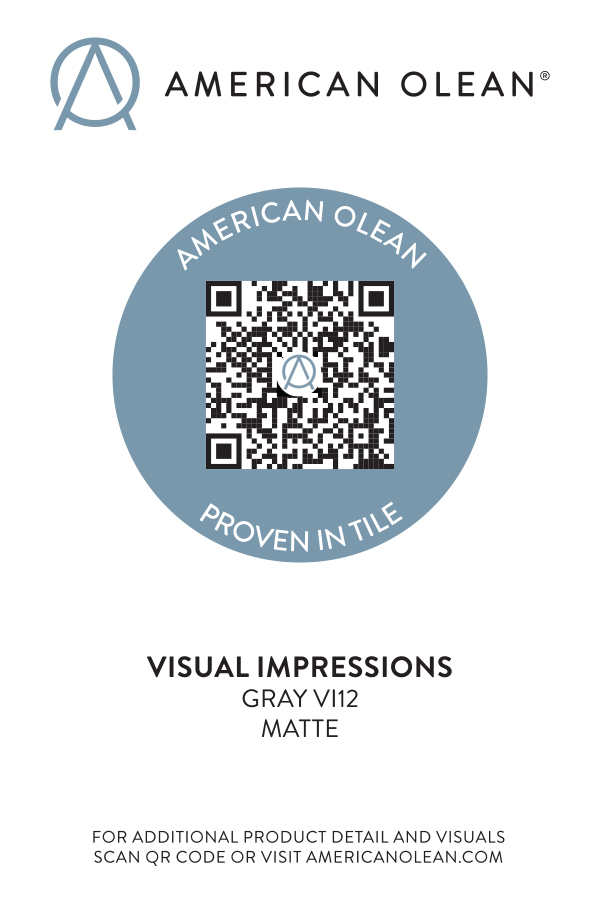 AMERICAN OLEAN®
AMERICAN OLEAN
PROVEN IN TILE
VISUAL IMPRESSIONS
GRAY VI12
MATTE
FOR ADDITIONAL PRODUCT DETAIL AND VISUALS
SCAN QR CODE OR VISIT AMERICANOLEAN.COM